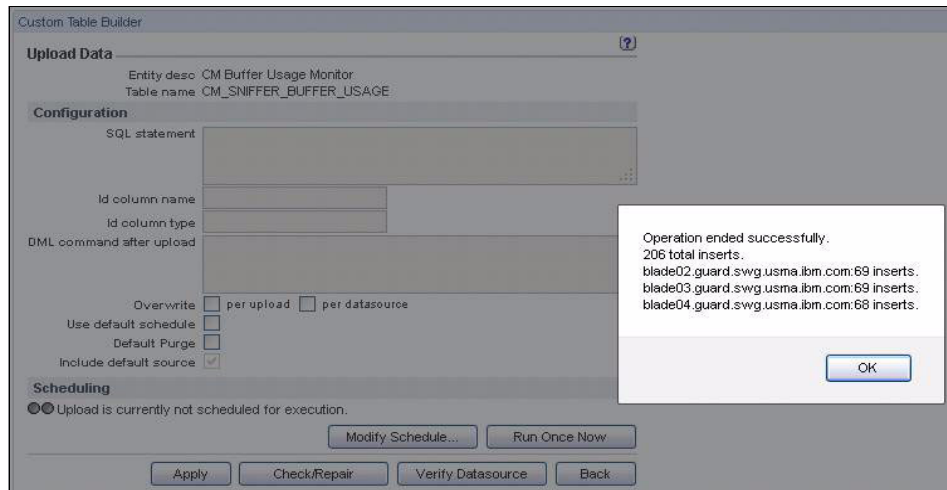 Custom Table Builder
Upload Data
?
Entity desc CM Buffer Usage Monitor
Table name CM_SNIFFER_BUFFER_USAGE
Configuration
SQL statement
Id column name
Id column type
DML command after upload
Overwrite per upload per datasource
Use default schedule
Default Purge
Include default source
Scheduling
Upload is currently not scheduled for execution.
Modify Schedule... Run Once Now
Apply Check/Repair Verify Datasource Back
Operation ended successfully.
206 total inserts.
blade02.guard.swg.usma.ibm.com:69 inserts.
blade03.guard.swg.usma.ibm.com:69 inserts.
blade04.guard.swg.usma.ibm.com:68 inserts.
OK